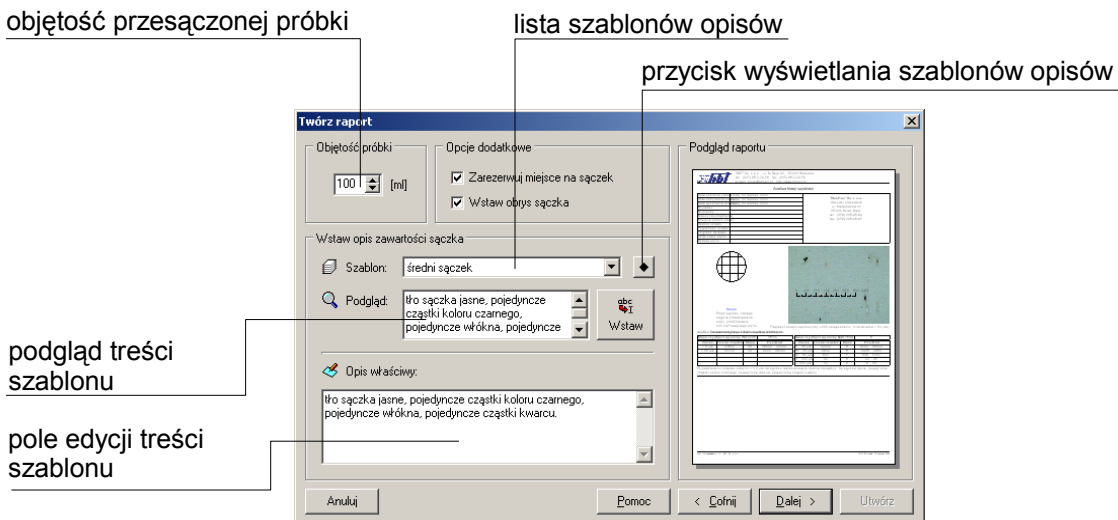 objętość przesączonej próbki
lista szablonów opisów
przycisk wyświetlania szablonów opisów
Twórz raport
Objętość próbki
Opcje dodatkowe
Podgląd raportu
100
[ml]
Zarezerwuj miejsce na sączek
Wstaw obrys sączka
Wstaw opis zawartości sączka
Szablon:
średni sączek
Podgląd:
tło sączka jasne, pojedyncze
cząstki koloru czarnego,
pojedyncze włókna, pojedyncze
abc
Wstaw
podgląd treści
szablonu
Opis właściwy:
tło sączka jasne, pojedyncze cząstki koloru czarnego,
pojedyncze włókna, pojedyncze cząstki kwarcu.
pole edycji treści
szablonu
Anuluj
Pomoc
< Cofnij
Dalej >
Utwórz